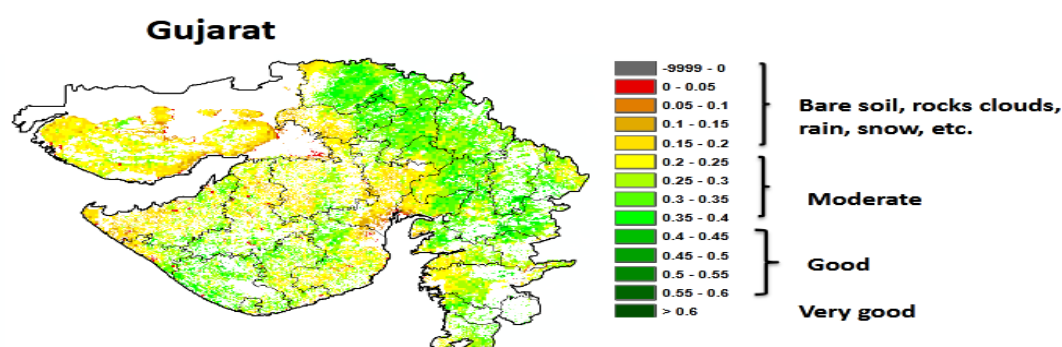 Gujarat
-9999 - 0
0 - 0.05
0.05 - 0.1
0.1 - 0.15
0.15 - 0.2
0.2 - 0.25
0.25 - 0.3
0.3 - 0.35
0.35 - 0.4
0.4 - 0.45
0.45 - 0.5
0.5 - 0.55
0.55 - 0.6
> 0.6
Bare soil, rocks clouds,
rain, snow, etc.
Moderate
Good
Very good